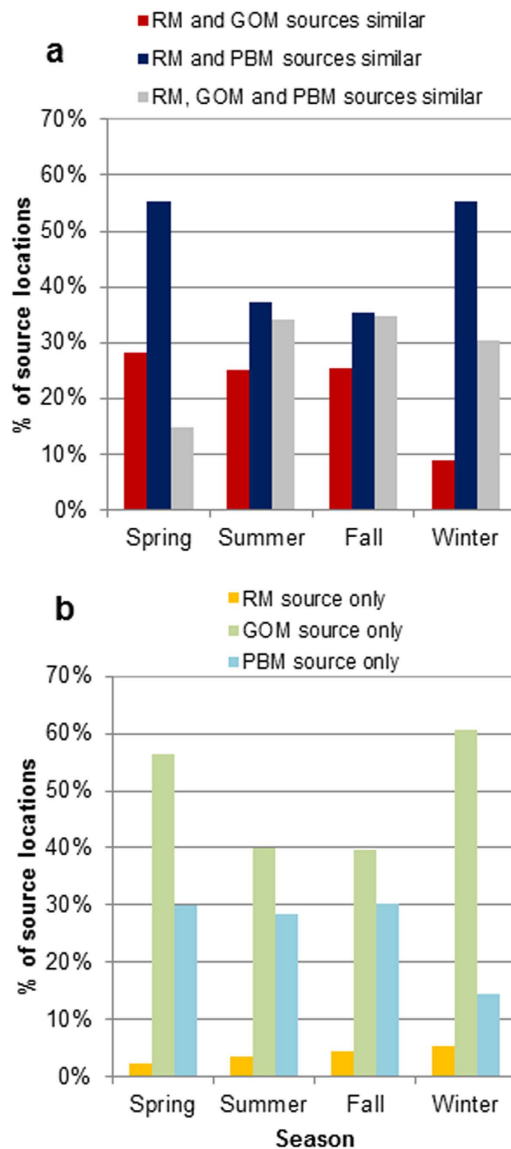 a
RM and GOM sources similar
RM and PBM sources similar
RM, GOM and PBM sources similar
70%
60%
50%
40%
30%
20%
10%
0%
% of source locations
Spring Summer Fall Winter
b
RM source only
GOM source only
PBM source only
70%
60%
50%
40%
30%
20%
10%
0%
% of source locations
Spring Summer Fall Winter
Season